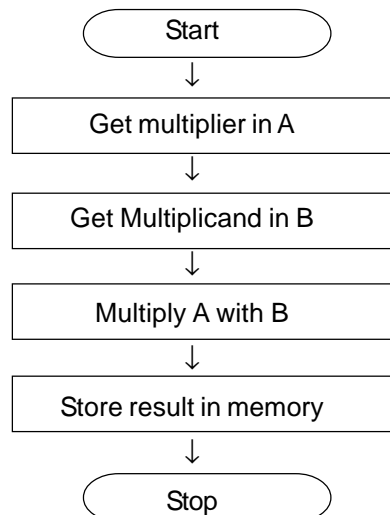 Start
Get multiplier in A
Get Multiplicand in B
Multiply A with B
Store result in memory
Stop